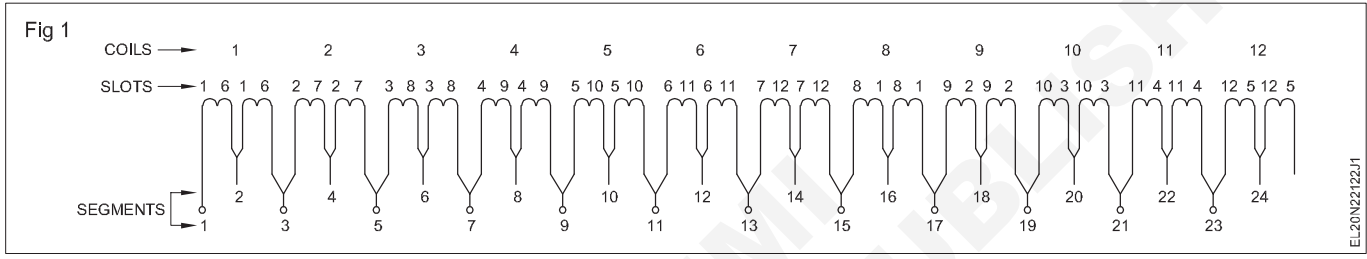 Fig 1
COILS 1 2 3 4 5 6 7 8 9 10 11 12
SLOTS 1 6 1 6 2 7 2 7 3 8 3 8 4 9 4 9 5 10 5 10 6 11 6 11 7 12 7 12 8 1 8 1 9 2 9 2 10 3 10 3 11 4 11 4 12 5 12 5
2 4 6 8 10 12 14 16 18 20 22 24
SEGMENTS
1 3 5 7 9 11 13 15 17 19 21 23
EL20N22122J1